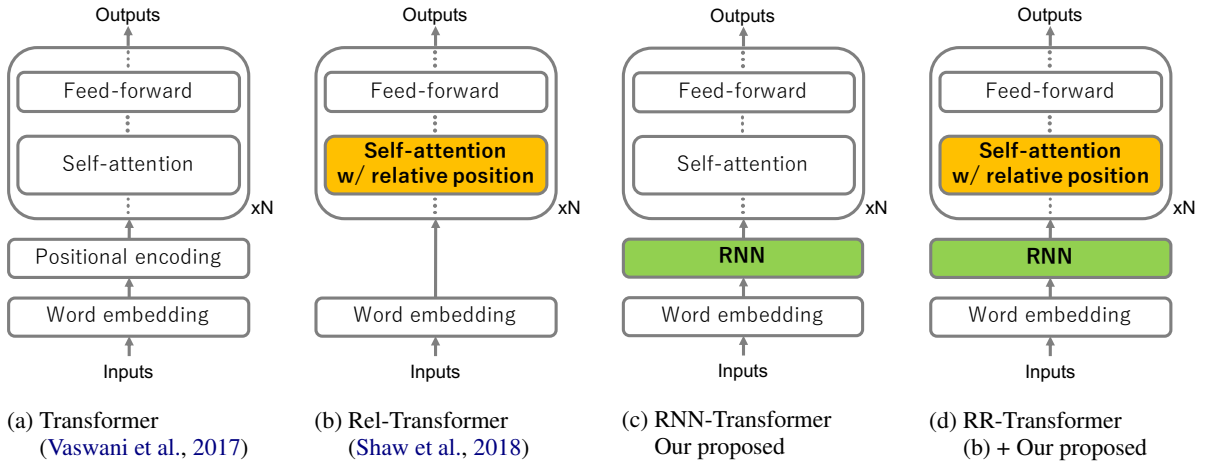 Outputs
Feed-forward
Self-attention
xN
Positional encoding
Word embedding
Inputs
(a) Transformer
(Vaswani et al., 2017)
Outputs
Feed-forward
Self-attention
w/ relative position
xN
Word embedding
Inputs
(b) Rel-Transformer
(Shaw et al., 2018)
Outputs
Feed-forward
Self-attention
xN
RNN
Word embedding
Inputs
(c) RNN-Transformer
Our proposed
Outputs
Feed-forward
Self-attention
w/ relative position
xN
RNN
Word embedding
Inputs
(d) RR-Transformer
(b) + Our proposed